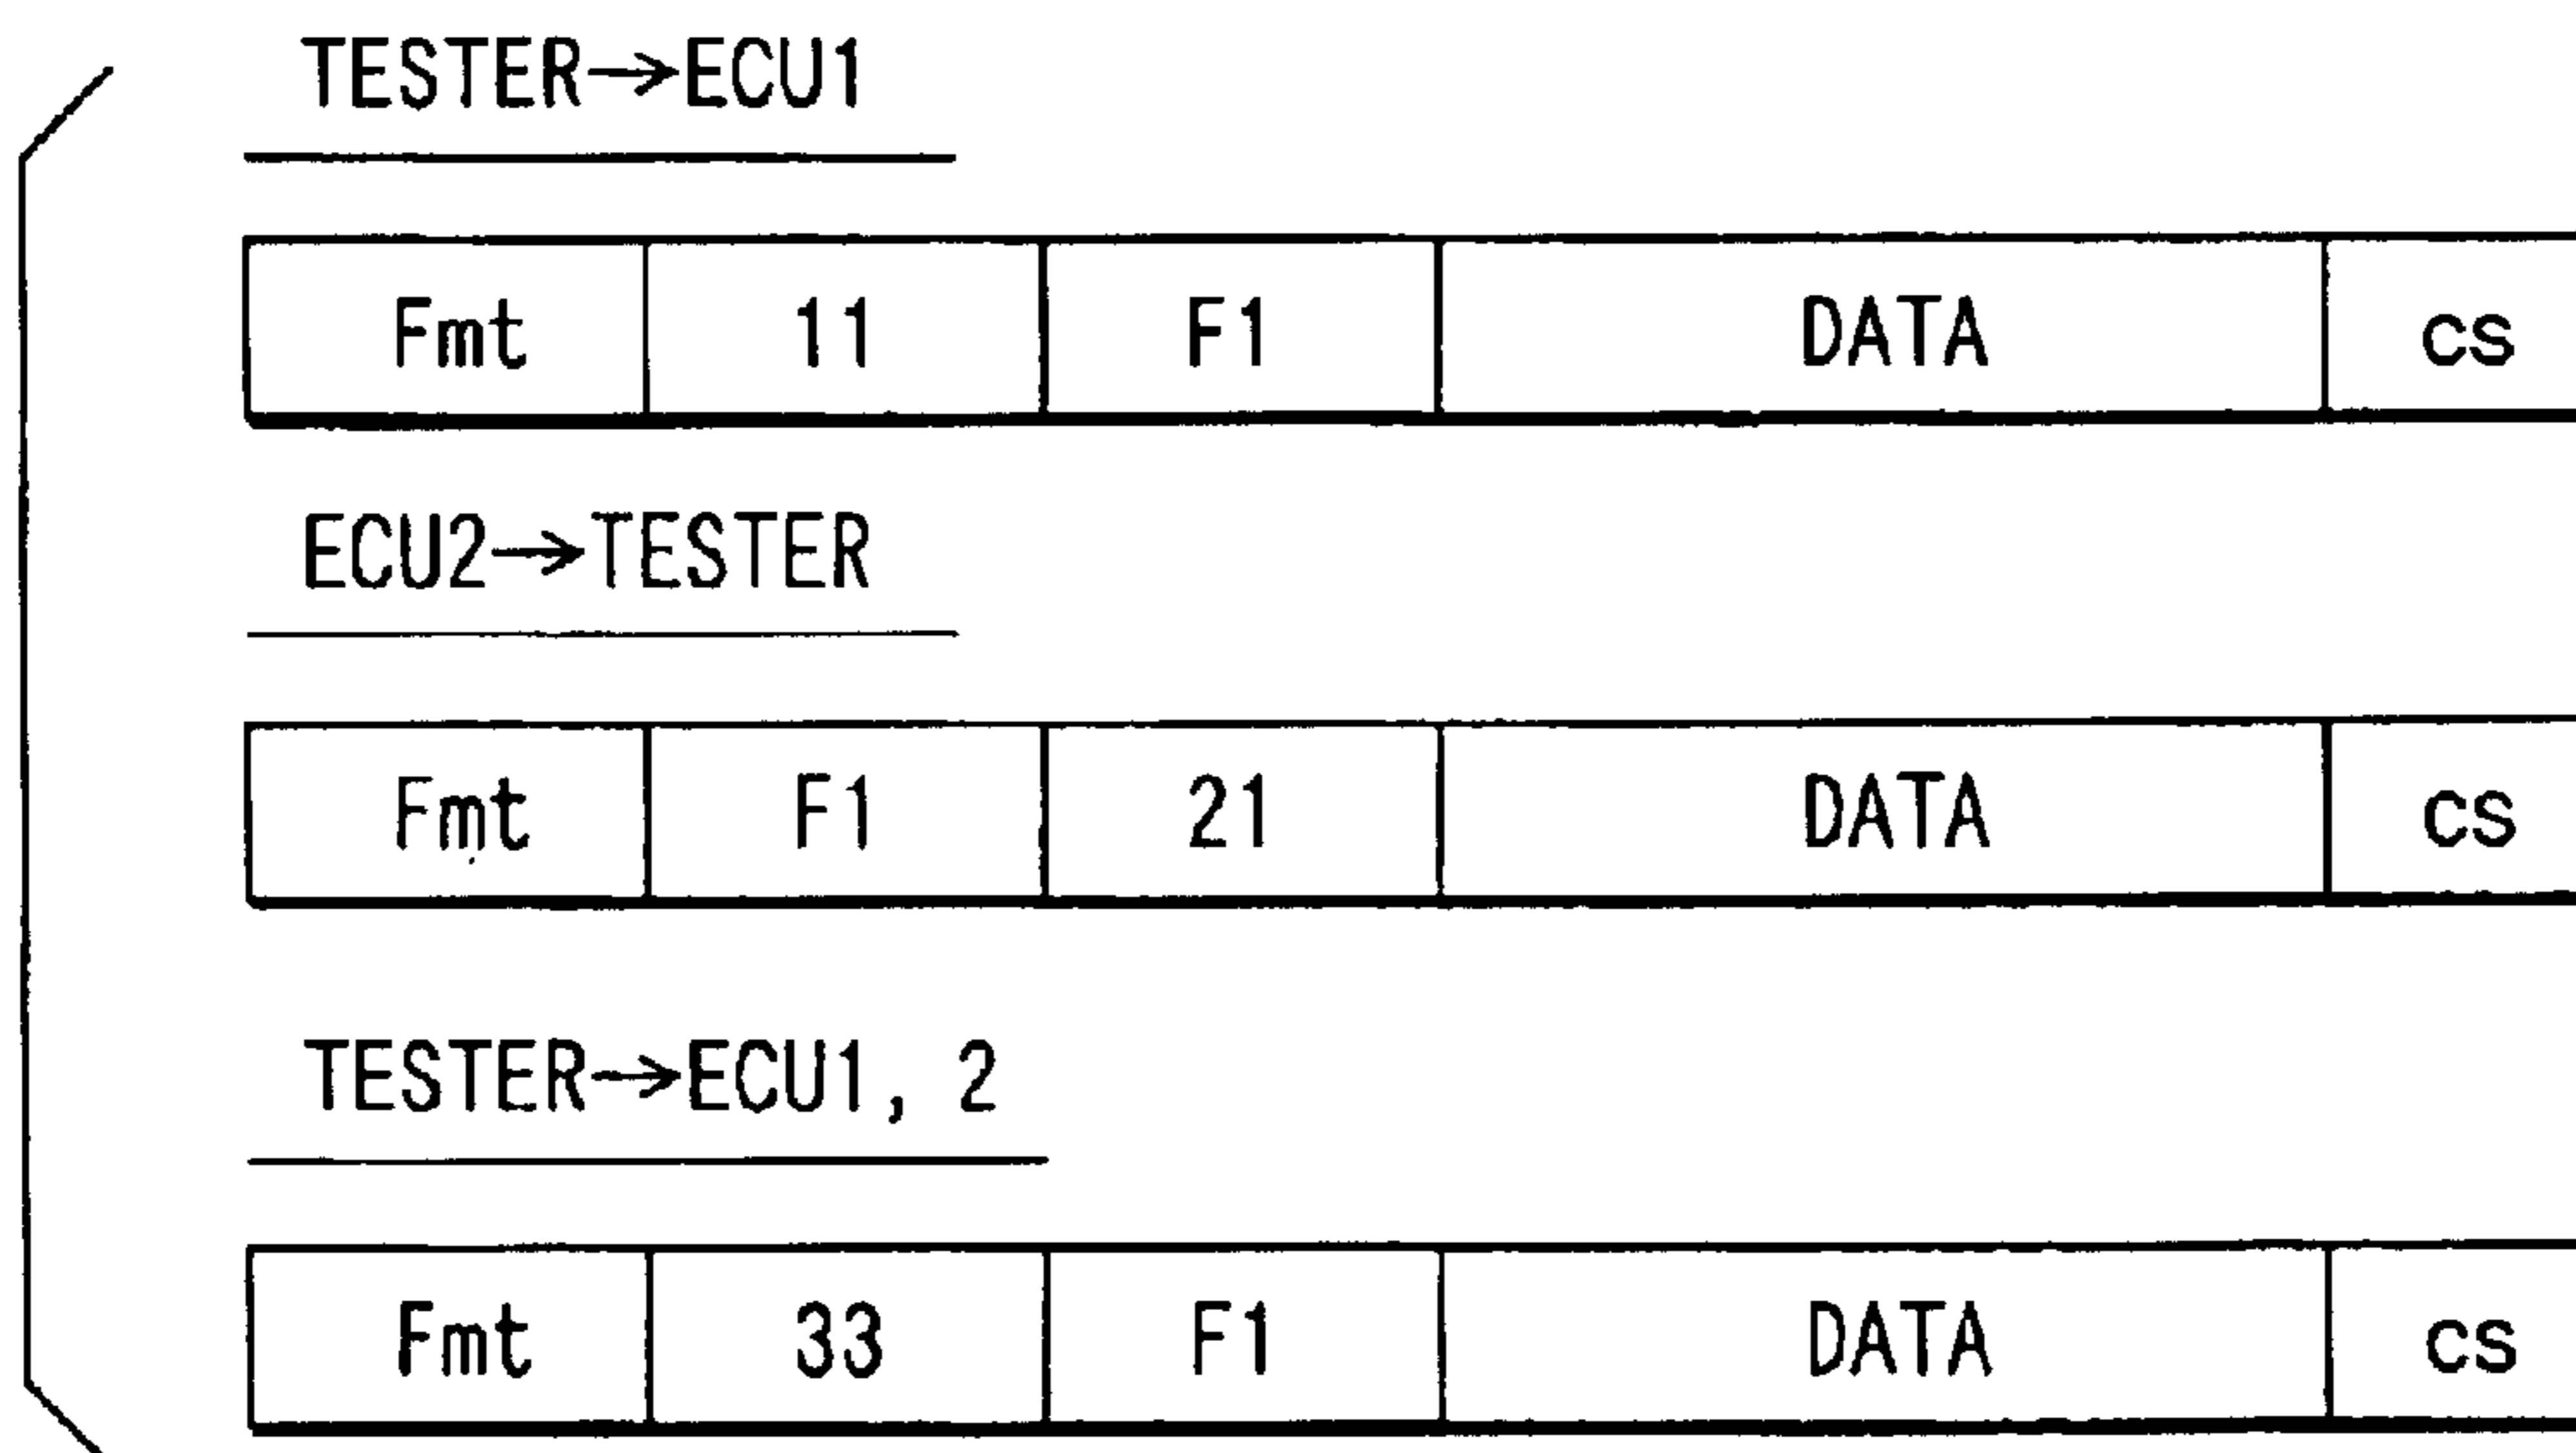 TESTER→ECU1
Fmt 11 F1 DATA cs
ECU2→TESTER
Fmt F1 21 DATA cs
TESTER→ECU1, 2
Fmt 33 F1 DATA cs